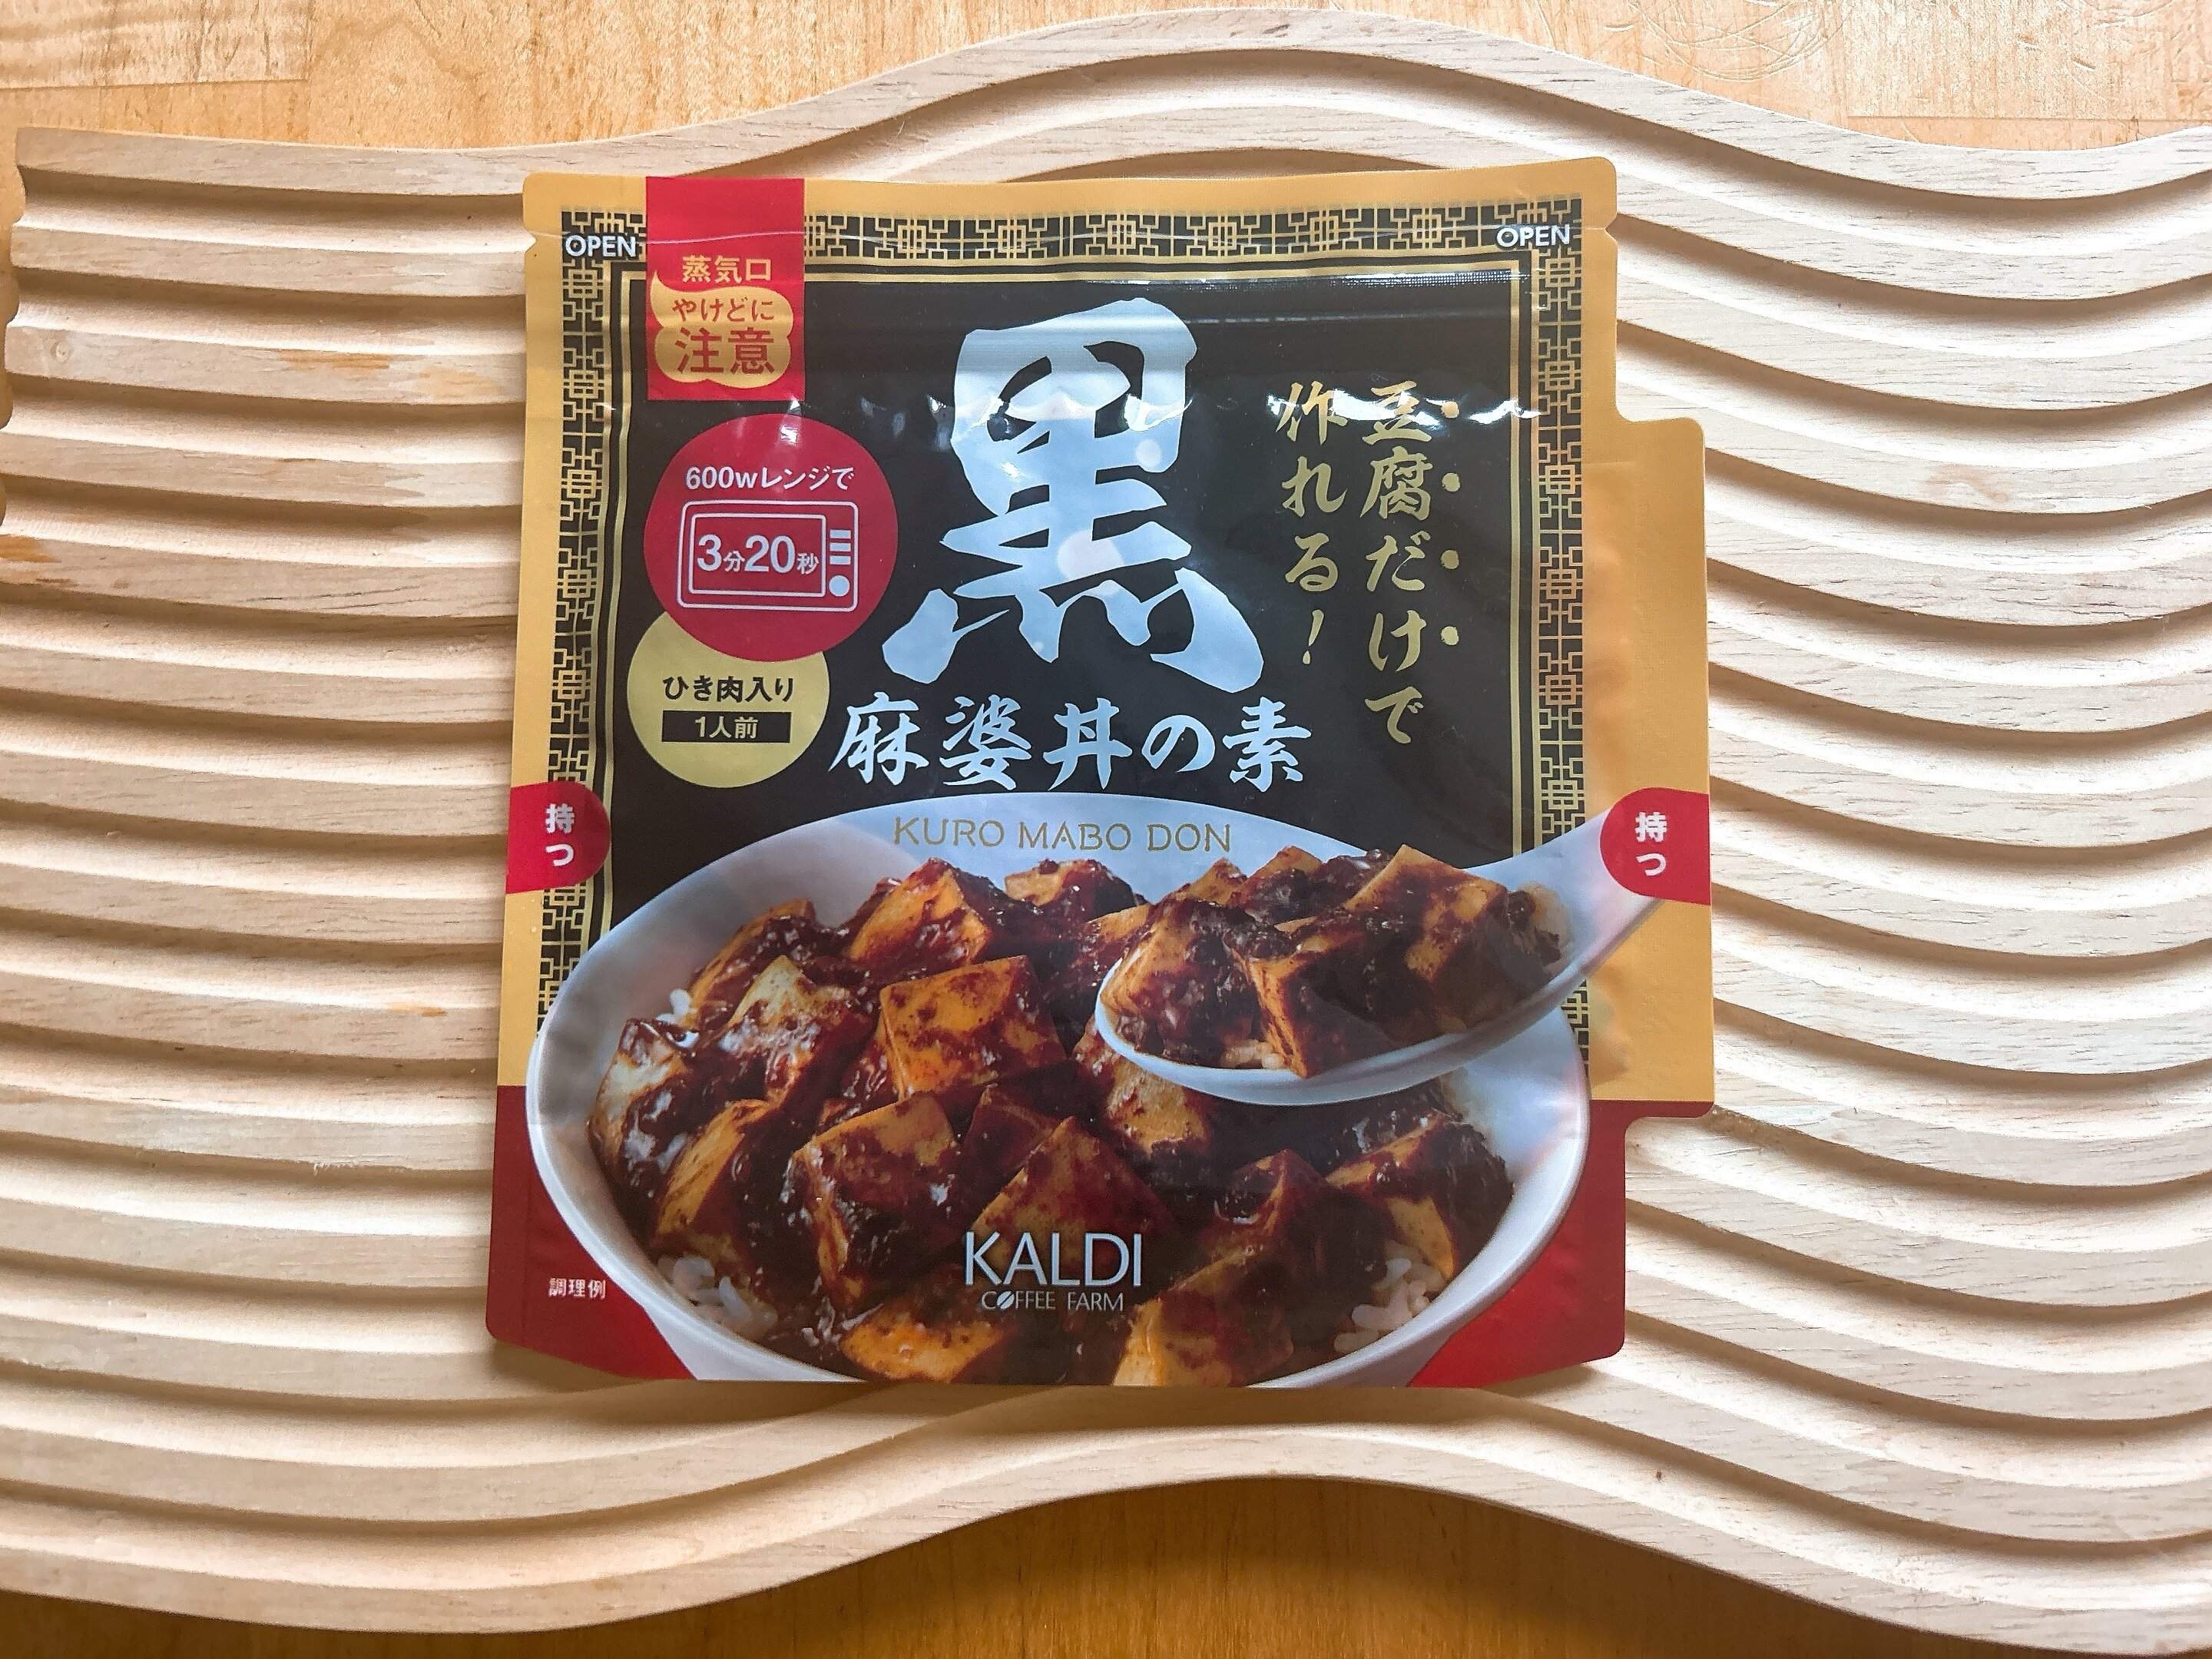 OPEN
OPEN
蒸気口
やけどに
注意
600wレンジで
3分20秒
ひき肉入り
1人前
黒
麻婆丼の素
豆腐だけで
作れる!
KURO MABO DON
持つ
持つ
KALDI
COFFEE FARM
調理例